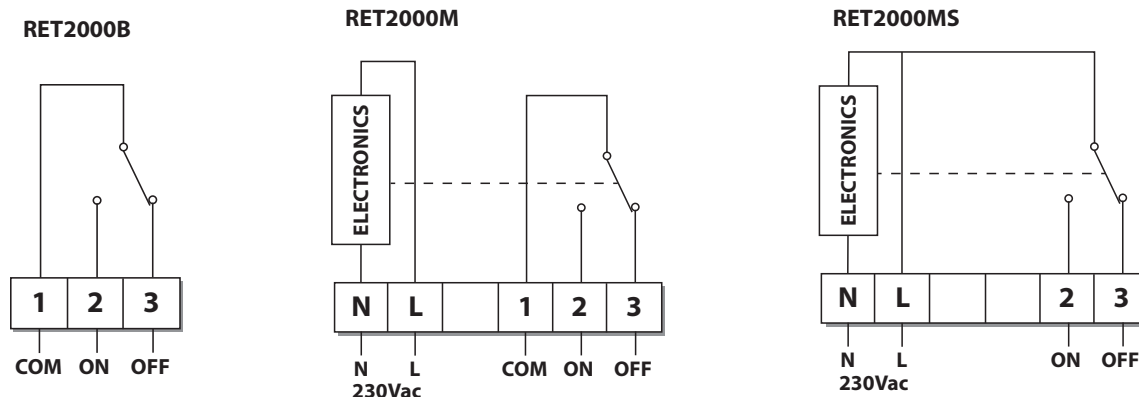 RET2000B
1 2 3
COM ON OFF
RET2000M
ELECTRONICS
N L 1 2 3
N L COM ON OFF
230Vac
RET2000MS
ELECTRONICS
N L 2 3
N L ON OFF
230Vac